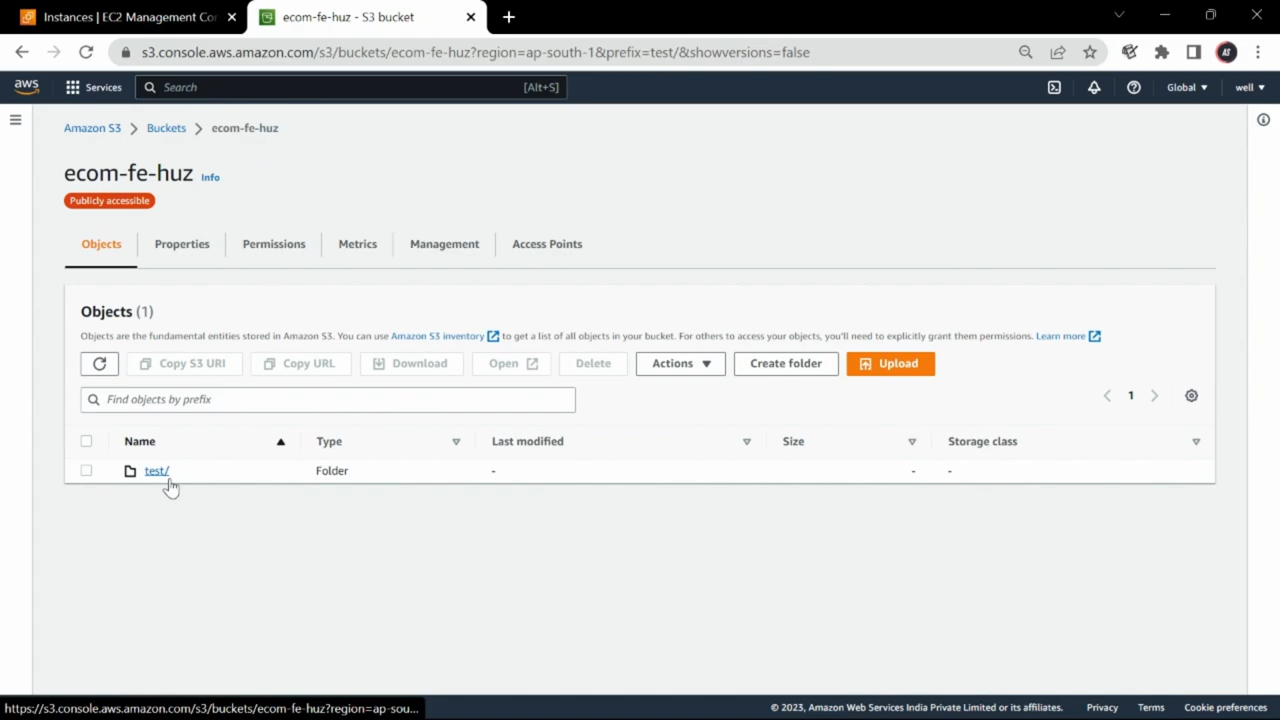 Instances | EC2 Management Cor
ecom-fe-huz - S3 bucket
s3.console.aws.amazon.com/s3/buckets/ecom-fe-huz?region=ap-south-1&prefix=test/&showversions=false
AS
aws Services Search [Alt+S] Global ▼ well ▼
Amazon S3 > Buckets > ecom-fe-huz
ecom-fe-huz Info
Publicly accessible
Objects Properties Permissions Metrics Management Access Points
Objects (1)
Objects are the fundamental entities stored in Amazon S3. You can use Amazon S3 inventory to get a list of all objects in your bucket. For others to access your objects, you'll need to explicitly grant them permissions. Learn more
Copy S3 URI Copy URL Download Open Delete Actions ▼ Create folder Upload
Find objects by prefix < 1 >
Name ▲ Type ▽ Last modified ▽ Size ▽ Storage class ▽
test/ Folder - - -
https://s3.console.aws.amazon.com/s3/buckets/ecom-fe-huz?region=ap-sou...
© 2023, Amazon Web Services India Private Limited or its affiliates. Privacy Terms Cookie preferences